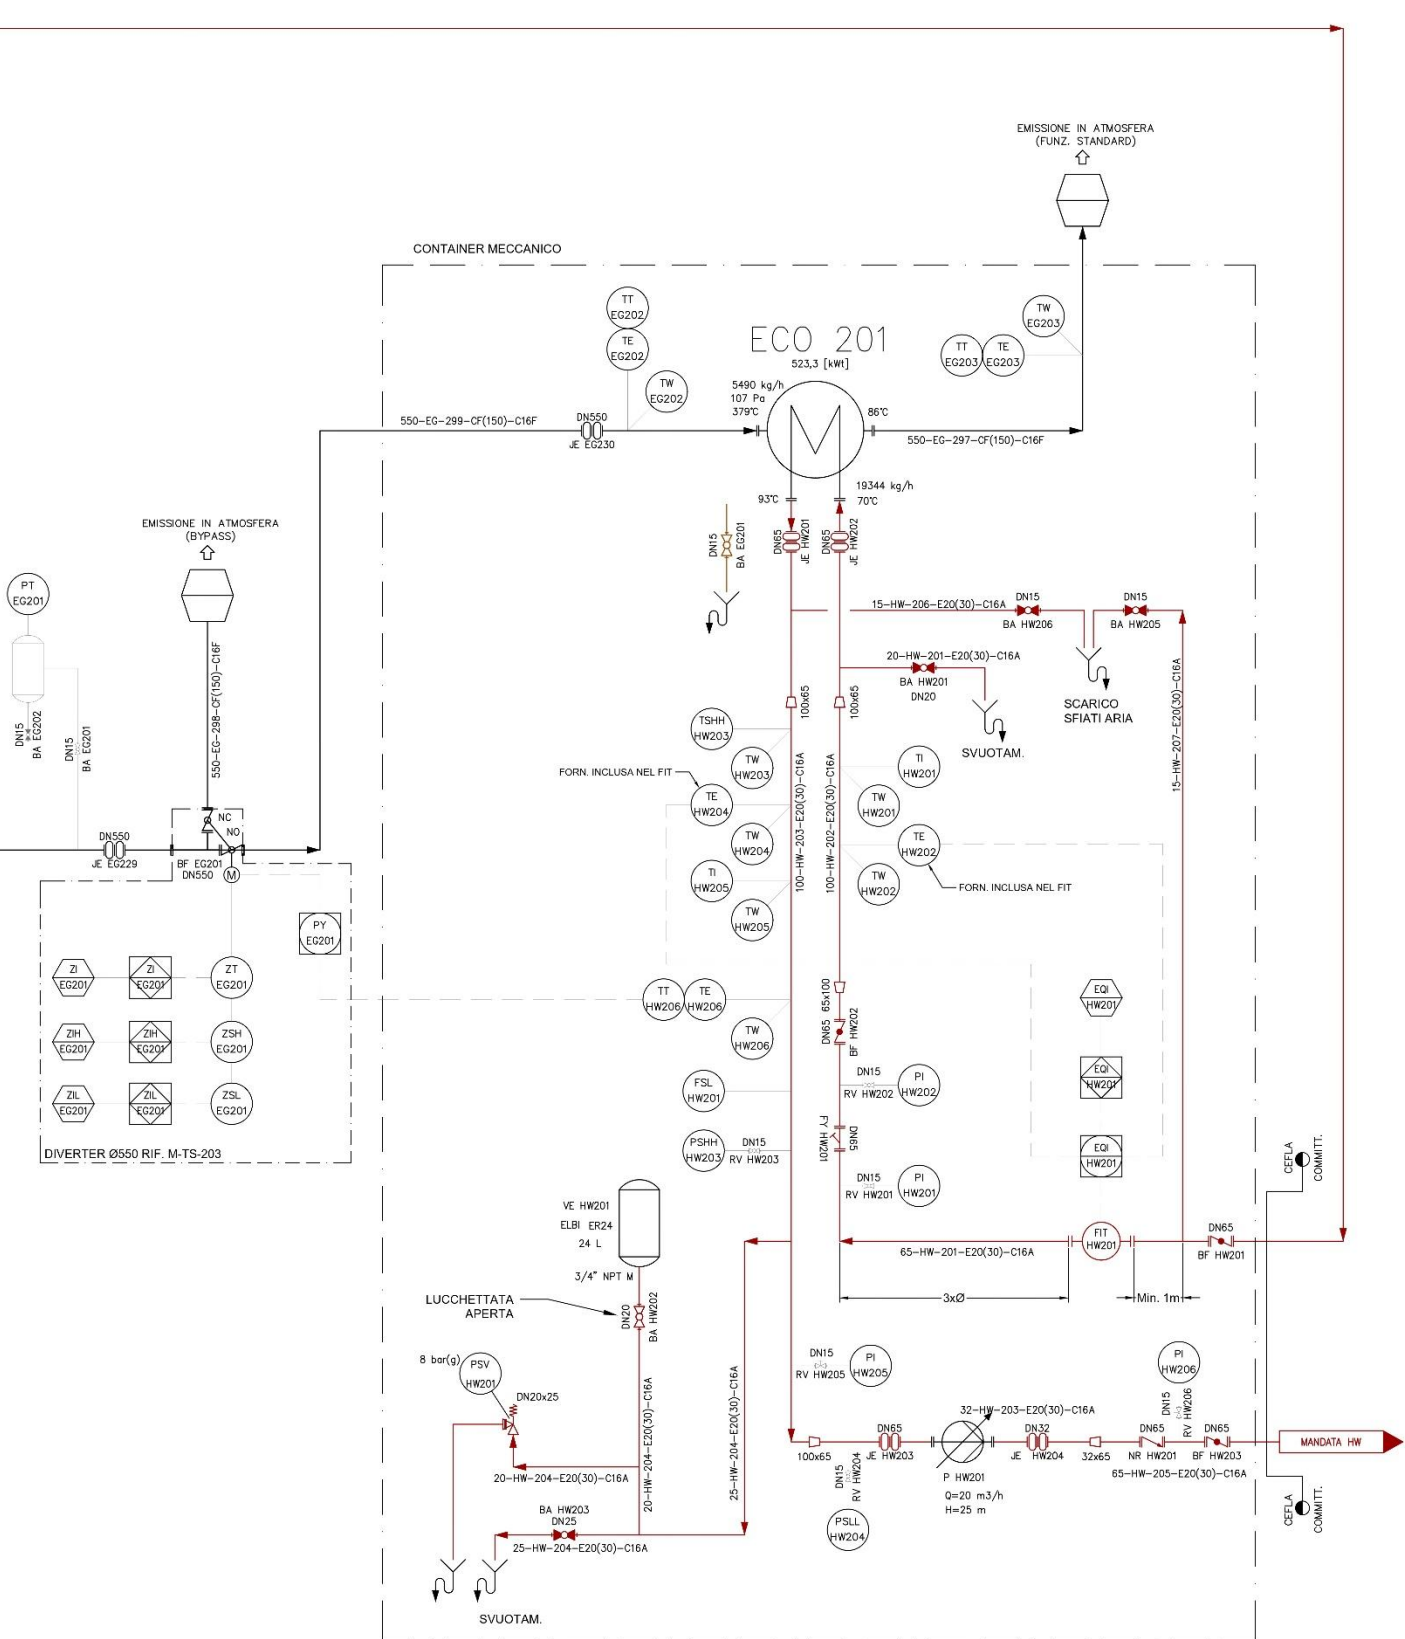 EMISSIONE IN ATMOSFERA
(FUNZ. STANDARD)
CONTAINER MECCANICO
TT
EG202
TE
EG202
TW
EG202
ECO 201
523,3 [kWt]
5490 kg/h
107 Pa
379°C
86°C
TW
EG203
TT
EG203
TE
EG203
550-EG-299-CF(150)-C16F
DN550
JE EG230
550-EG-297-CF(150)-C16F
93°C
19344 kg/h
70°C
DN15
BA EG201
DN65
JE HW201
DN65
JE HW202
EMISSIONE IN ATMOSFERA
(BYPASS)
PT
EG201
DN15
BA EG202
DN15
BA EG201
550-EG-298-CF(150)-C16F
15-HW-206-E20(30)-C16A
DN15
BA HW206
DN15
BA HW205
20-HW-201-E20(30)-C16A
BA HW201
DN20
SVUOTAM.
SCARICO
SFIATI ARIA
15-HW-207-E20(30)-C16A
100x65
100x65
TSHH
HW203
TW
HW203
FORN. INCLUSA NEL FIT
TE
HW204
TW
HW204
TI
HW205
TW
HW205
100-HW-203-E20(30)-C16A
100-HW-202-E20(30)-C16A
TI
HW201
TW
HW201
TE
HW202
TW
HW202
FORN. INCLUSA NEL FIT
DN550
JE EG229
NC
NO
BF EG201
DN550
M
PY
EG201
ZI
EG201
ZI
EG201
ZT
EG201
ZIH
EG201
ZIH
EG201
ZSH
EG201
ZIL
EG201
ZIL
EG201
ZSL
EG201
DIVERTER Ø550 RIF. M-TS-203
TT
HW206
TE
HW206
TW
HW206
65x100
DN65
BF HW202
EQI
HW201
EQI
HW201
EQI
HW201
FSL
HW201
DN15
RV HW202
PI
HW202
PSHH
HW203
DN15
RV HW203
FY HW201
DN65
DN15
RV HW201
PI
HW201
CEFLA
COMMITT.
VE HW201
ELBI ER24
24 L
3/4" NPT M
65-HW-201-E20(30)-C16A
FIT
HW201
DN65
BF HW201
3xØ
Min. 1m
LUCCHETTATA
APERTA
DN20
BA HW202
8 bar(g)
PSV
HW201
DN20x25
20-HW-204-E20(30)-C16A
20-HW-204-E20(30)-C16A
25-HW-204-E20(30)-C16A
BA HW203
DN25
25-HW-204-E20(30)-C16A
SVUOTAM.
DN15
RV HW205
PI
HW205
100x65
DN15
RV HW204
PSLL
HW204
DN65
JE HW203
P HW201
Q=20 m3/h
H=25 m
32-HW-203-E20(30)-C16A
DN32
JE HW204
32x65
PI
HW206
DN15
RV HW206
DN65
NR HW201
DN65
BF HW203
65-HW-205-E20(30)-C16A
MANDATA HW
CEFLA
COMMITT.